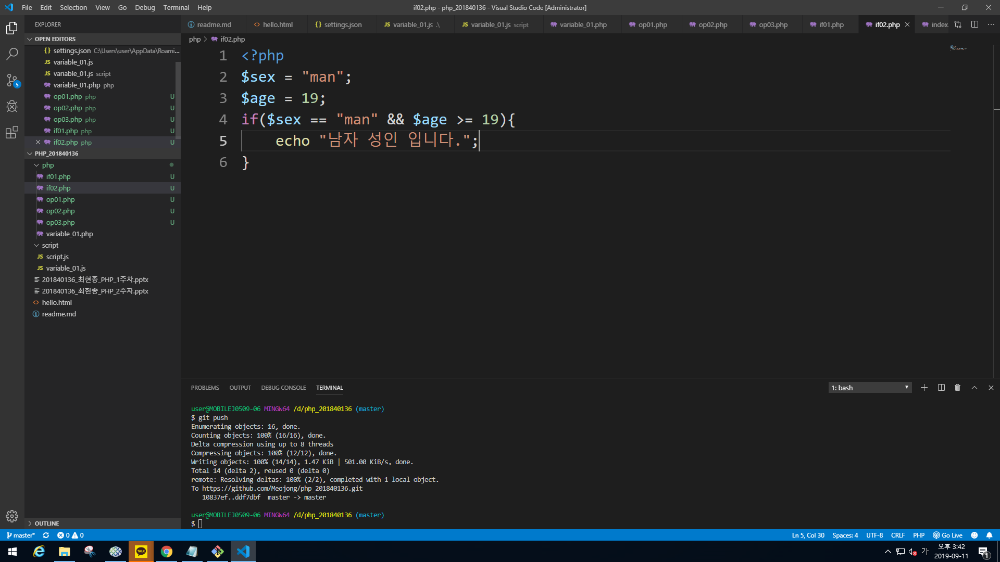 File Edit Selection View Go Debug Terminal Help
if02.php - php_201840136 - Visual Studio Code [Administrator]
EXPLORER
OPEN EDITORS
{} settings.json C:\Users\user\AppData\Roami...
JS variable_01.js
JS variable_01.js script
variable_01.php php
op01.php php U
op02.php php U
op03.php php U
if01.php php U
if02.php php U
PHP_201840136
php
if01.php U
if02.php U
op01.php U
op02.php U
op03.php U
variable_01.php
script
JS script.js
JS variable_01.js
201840136_최현종_PHP_1주차.pptx
201840136_최현종_PHP_2주차.pptx
hello.html
readme.md
OUTLINE
5
readme.md hello.html {} settings.json JS variable_01.js .\ JS variable_01.js script variable_01.php op01.php op02.php op03.php if01.php if02.php index.
php > if02.php
1 <?php
2 $sex = "man";
3 $age = 19;
4 if($sex == "man" && $age >= 19){
5 echo "남자 성인 입니다.";
6 }
PROBLEMS OUTPUT DEBUG CONSOLE TERMINAL
1: bash
user@MOBILEJ0509-06 MINGW64 /d/php_201840136 (master)
$ git push
Enumerating objects: 16, done.
Counting objects: 100% (16/16), done.
Delta compression using up to 8 threads
Compressing objects: 100% (12/12), done.
Writing objects: 100% (14/14), 1.47 KiB | 501.00 KiB/s, done.
Total 14 (delta 2), reused 0 (delta 0)
remote: Resolving deltas: 100% (2/2), completed with 1 local object.
To https://github.com/Meojong/php_201840136.git
10837ef..ddf7dbf master -> master
user@MOBILEJ0509-06 MINGW64 /d/php_201840136 (master)
$
master* 0 0
Ln 5, Col 30 Spaces: 4 UTF-8 CRLF PHP Go Live
TALK
가
오후 3:42
2019-09-11
1